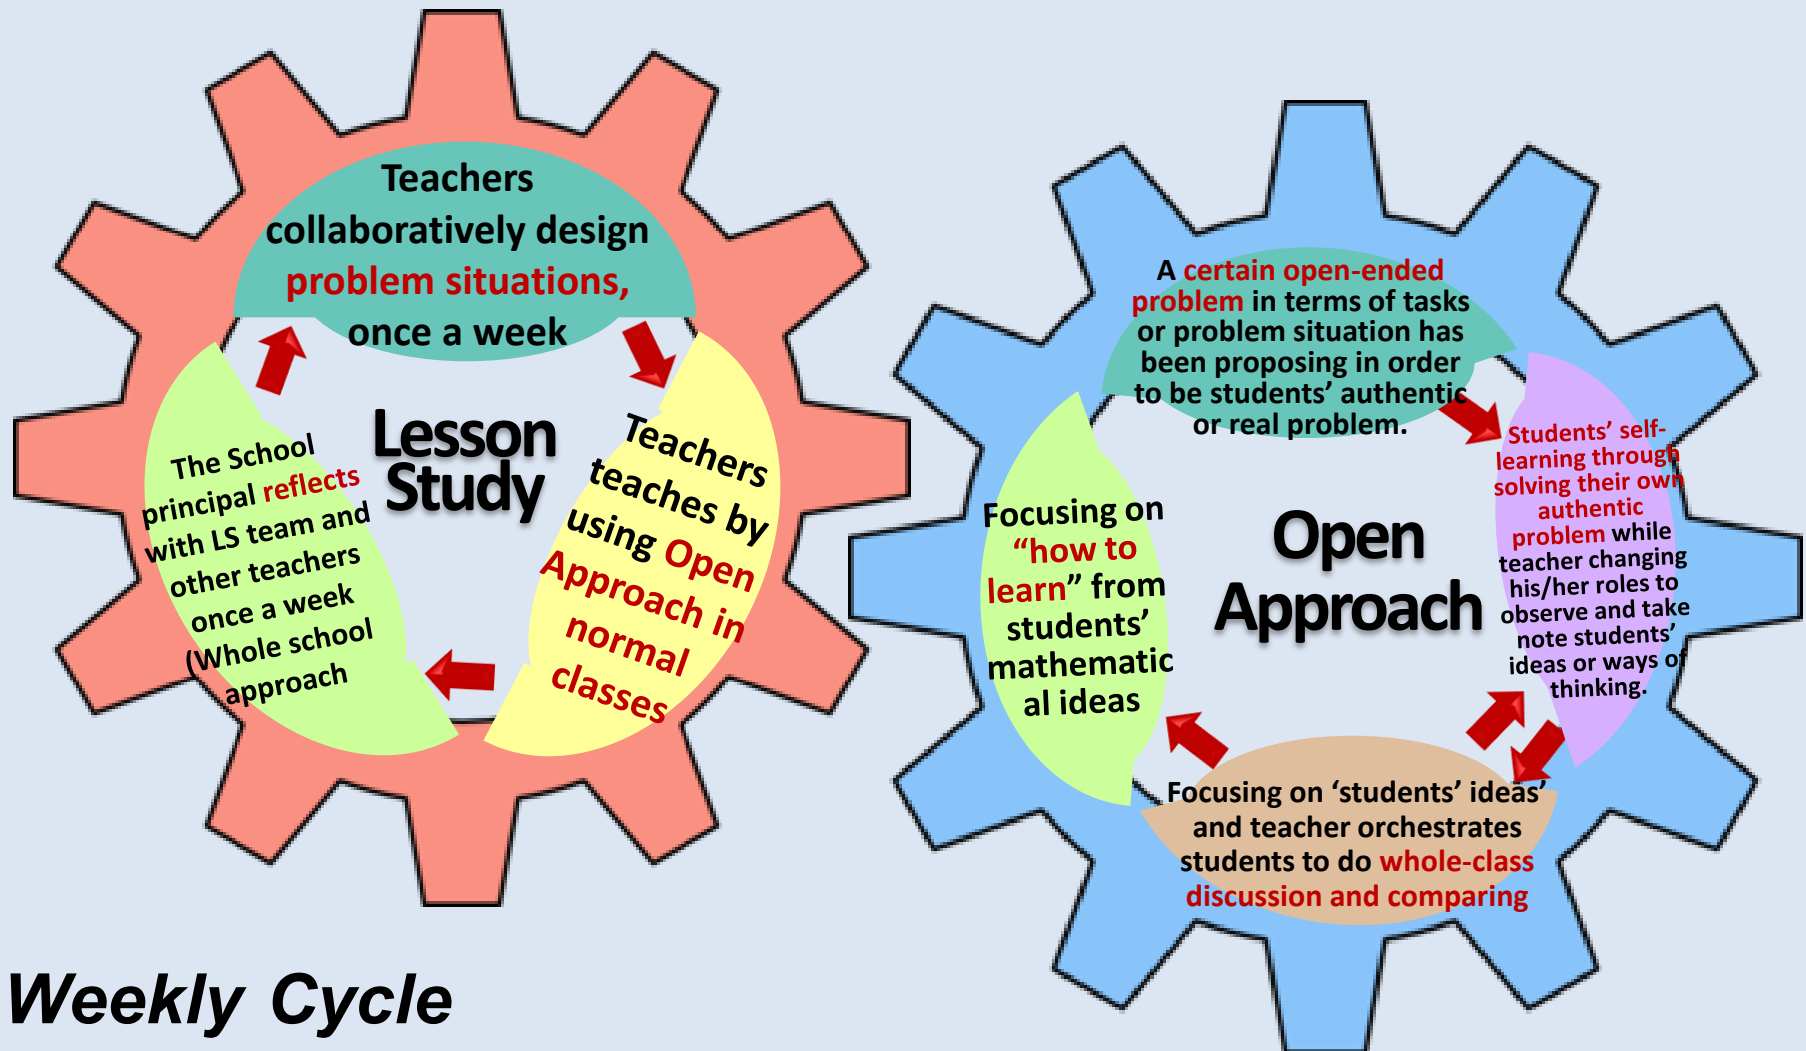 Teachers
collaboratively design
problem situations,
once a week
Lesson
Study
Teachers
teaches by
using Open
Approach in
normal
classes
The School
principal reflects
with LS team and
other teachers
once a week
(Whole school
approach
A certain open-ended
problem in terms of tasks
or problem situation has
been proposing in order
to be students’ authentic
or real problem.
Open
Approach
Students’ self-
learning through
solving their own
authentic
problem while
teacher changing
his/her roles to
observe and take
note students’
ideas or ways of
thinking.
Focusing on ‘students’ ideas’
and teacher orchestrates
students to do whole-class
discussion and comparing
Focusing on
“how to
learn” from
students’
mathematic
al ideas
Weekly Cycle